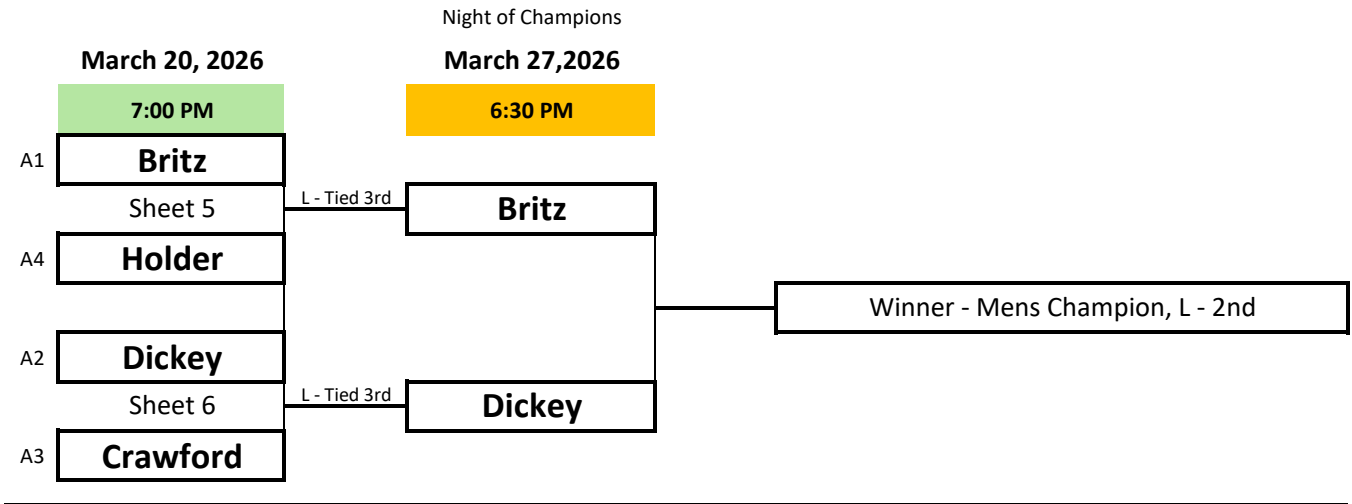 Night of Champions
March 20, 2026
March 27,2026
7:00 PM
6:30 PM
A1
Britz
Sheet 5
L - Tied 3rd
Britz
A4
Holder
Winner - Mens Champion, L - 2nd
A2
Dickey
Sheet 6
L - Tied 3rd
Dickey
A3
Crawford